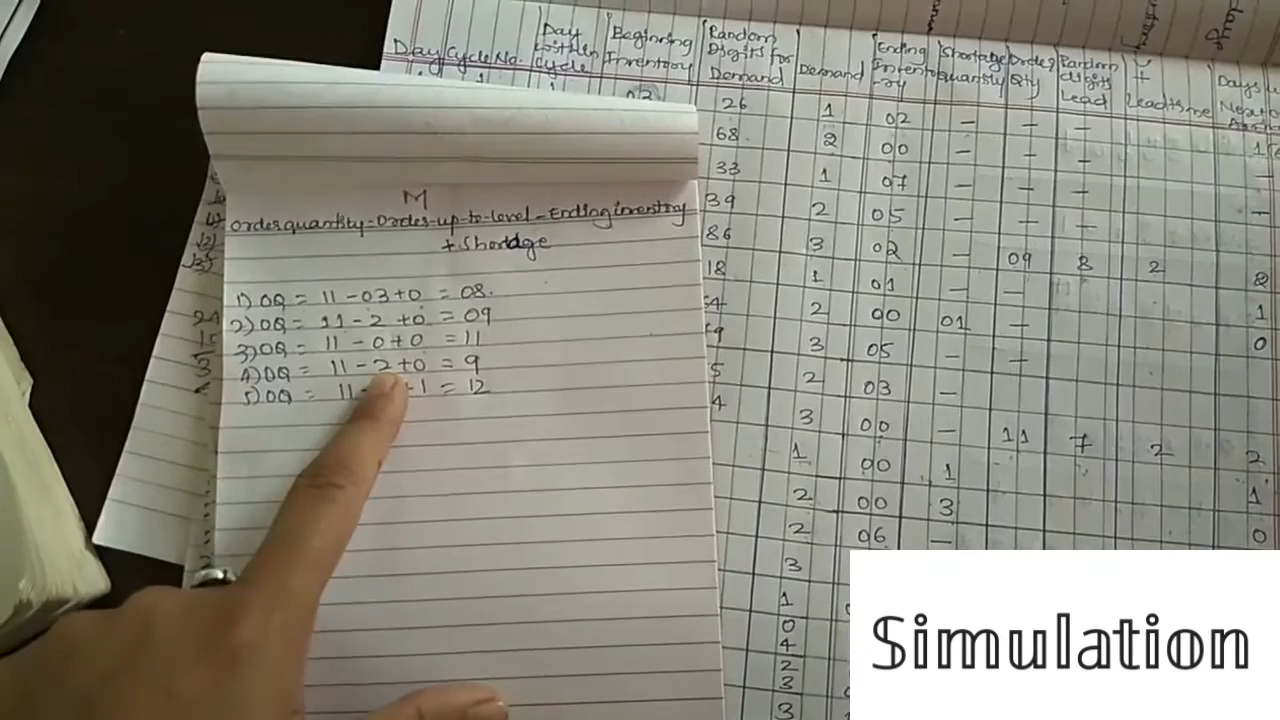 M
Order quantity = Order-up-to-level - Ending inventory
+ Shortage
1) OQ = 11 - 03 + 0 = 08.
2) OQ = 11 - 2 + 0 = 09
3) OQ = 11 - 0 + 0 = 11
4) OQ = 11 - 2 + 0 = 9
5) OQ = 11 - 1 = 12
Day Cycle No. Day within Cycle Beginning Inventory Random Digits for Demand Demand Ending Inventory Shortage quantity Order Qty Random digits Lead Lead time Days
26 1 02 - - - 1
68 2 00 - - - -
33 1 07 - - - -
39 2 05 - - -
86 3 02 - 09 8 2 2
18 1 01 - - 1
2 00 01 - 0
3 05 - -
5 2 03 -
4 3 00 - 11 7 2 2
1 00 1 1
2 00 3 0
2 06 -
3
1
0
4
2
3
3
Simulation